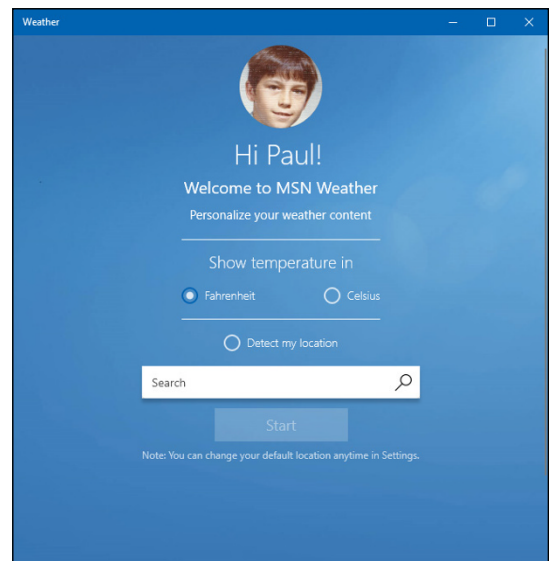 Weather
Hi Paul!
Welcome to MSN Weather
Personalize your weather content
Show temperature in
Fahrenheit Celsius
Detect my location
Search
Start
Note: You can change your default location anytime in Settings.